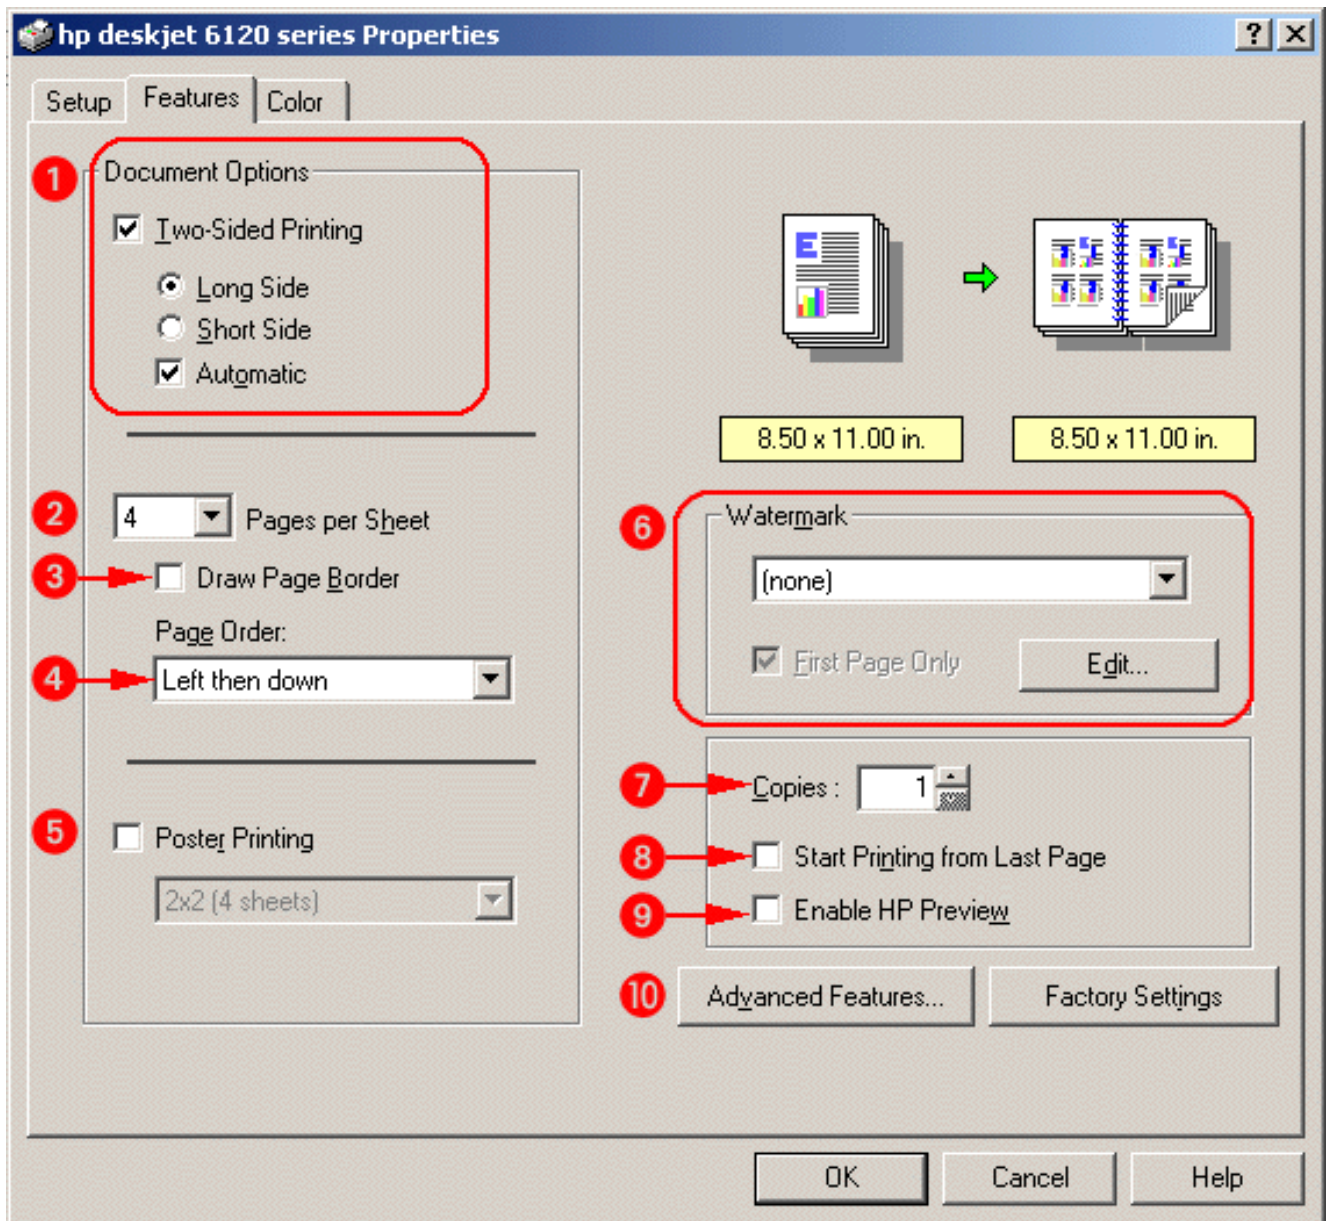 hp deskjet 6120 series Properties
Setup
Features
Color
1
Document Options
Two-Sided Printing
Long Side
Short Side
Automatic
2
4
Pages per Sheet
3
Draw Page Border
Page Order:
4
Left then down
5
Poster Printing
2x2 (4 sheets)
E
8.50 x 11.00 in.
8.50 x 11.00 in.
6
Watermark
(none)
First Page Only
Edit...
7
Copies :
1
8
Start Printing from Last Page
9
Enable HP Preview
10
Advanced Features...
Factory Settings
OK
Cancel
Help